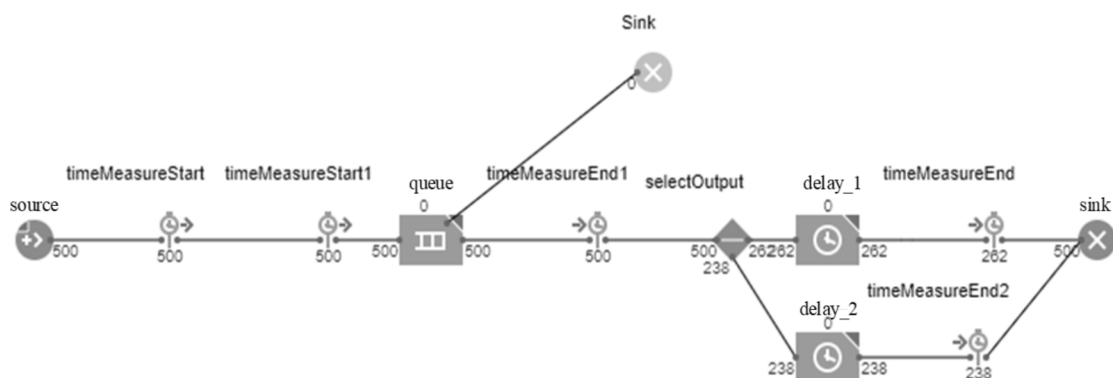 Sink
0
timeMeasureStart
timeMeasureStart1
queue
timeMeasureEnd1
selectOutput
delay_1
timeMeasureEnd
source
0
0
sink
500
500
500
500
500
500
500
262
262
262
262
500
238
timeMeasureEnd2
delay_2
0
238
238
238